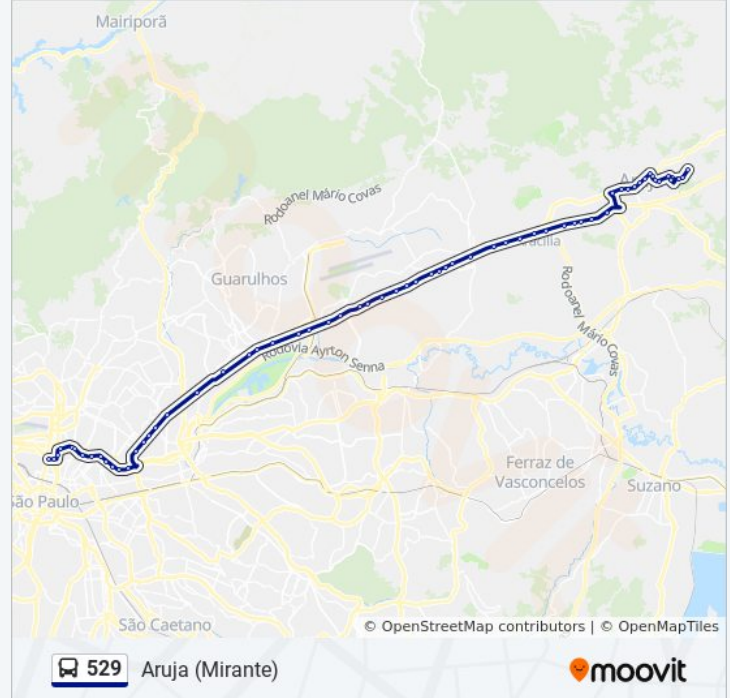 Mairiporã
Rodoanel Mário Covas
Guarulhos
Rodovia Ayrton Senna
Rodoanel Mário Covas
Ferraz de
Vasconcelos
Suzano
São Paulo
São Caetano
© OpenStreetMap contributors | © OpenMapTiles
529 Aruja (Mirante)
moovit